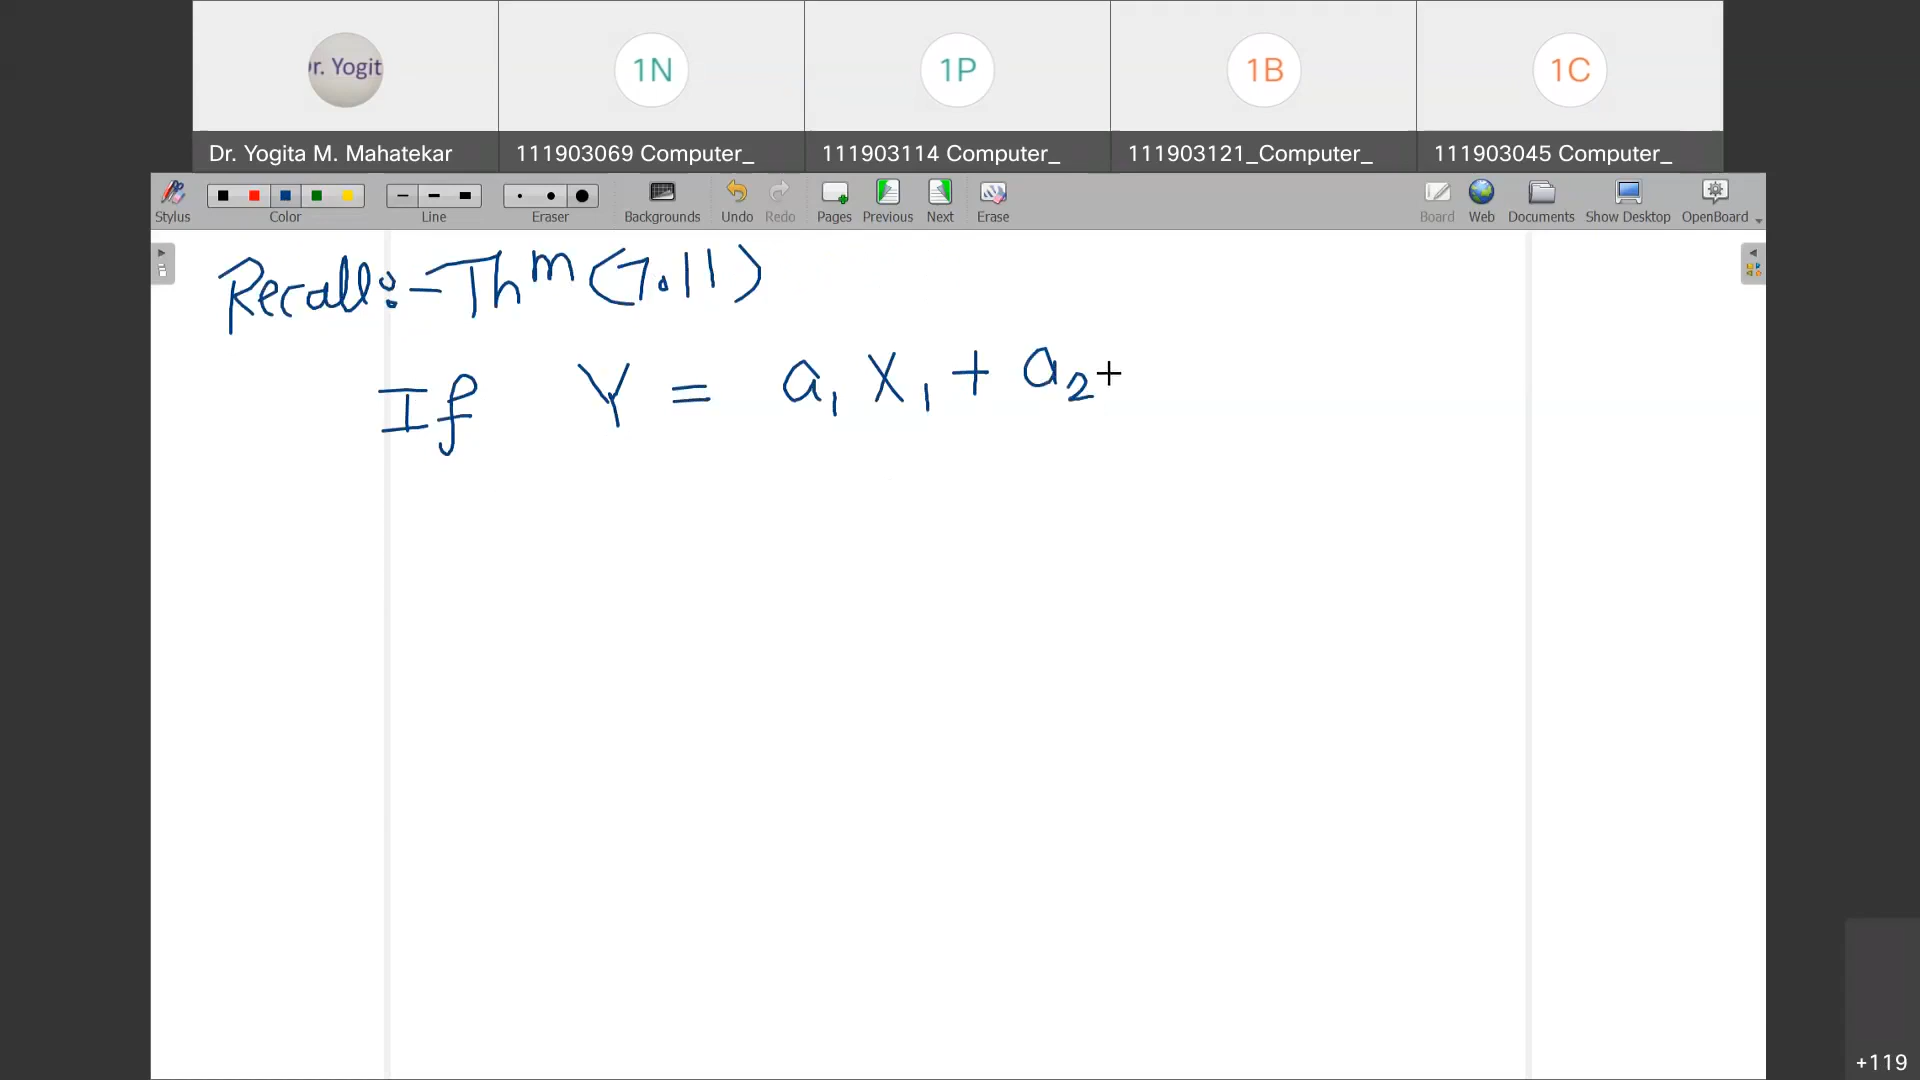 r. Yogit
1N
1P
1B
1C
Dr. Yogita M. Mahatekar
111903069 Computer_
111903114 Computer_
111903121_Computer_
111903045 Computer_
Stylus
Color
Line
Eraser
Backgrounds
Undo
Redo
Pages
Previous
Next
Erase
Board
Web
Documents
Show Desktop
OpenBoard
Recall:- Thm (7.11)
If Y = a₁ X₁ + a₂
+119